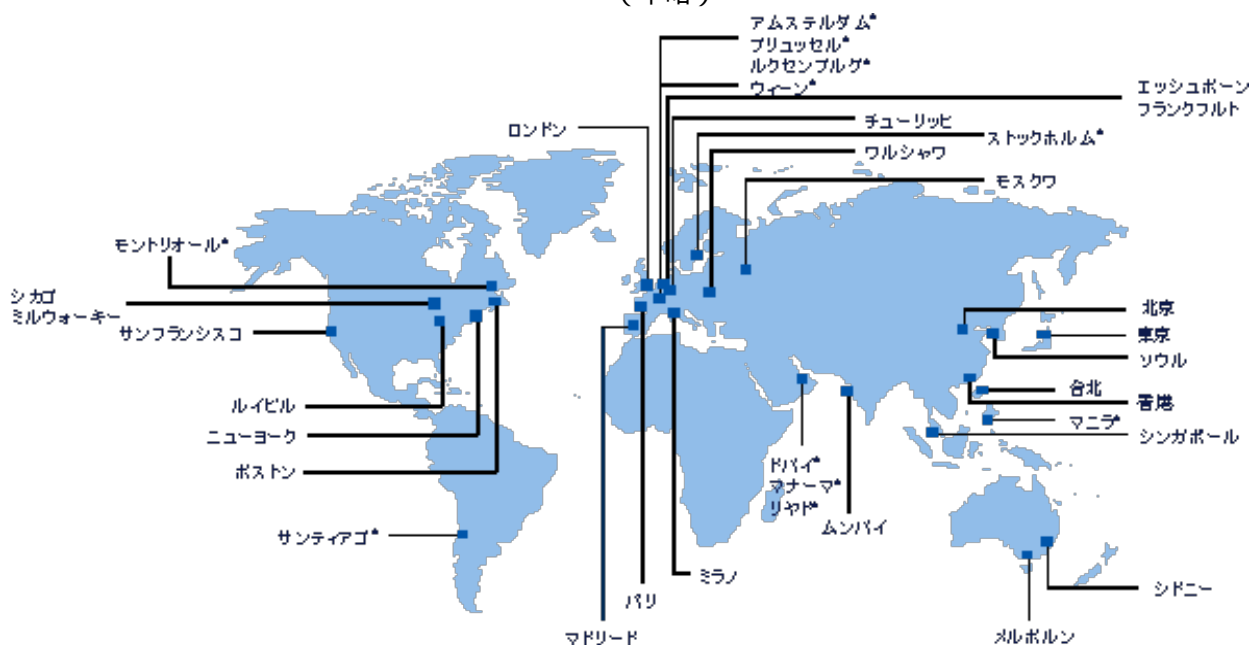 (中略)
アムステルダム*
ブリュッセル*
ルクセンブルグ*
ウィーン*
エッシュボーン
フランクフルト
チューリッヒ
ロンドン
ストックホルム*
ワルシャワ
モスクワ
モントリオール*
シカゴ
ミルウォーキー
サンフランシスコ
北京
東京
ソウル
ルイビル
台北
香港
マニラ*
ニューヨーク
シンガポール
ボストン
ドバイ*
マナーマ*
リヤド*
ムンバイ
サンティアゴ*
ミラノ
パリ
シドニー
マドリード
メルボルン